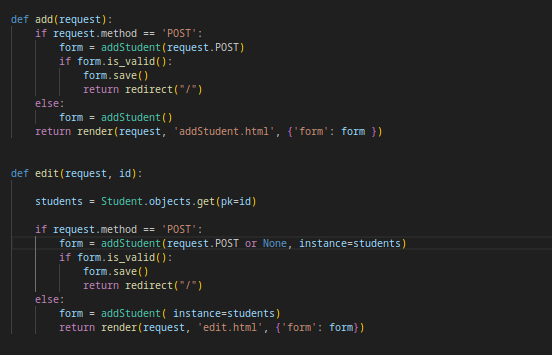 def add(request):
    if request.method == 'POST':
        form = addStudent(request.POST)
        if form.is_valid():
            form.save()
            return redirect("/")
    else:
        form = addStudent()
    return render(request, 'addStudent.html', {'form': form })
def edit(request, id):
    students = Student.objects.get(pk=id)
    if request.method == 'POST':
        form = addStudent(request.POST or None, instance=students)
        if form.is_valid():
            form.save()
            return redirect("/")
    else:
        form = addStudent( instance=students)
        return render(request, 'edit.html', {'form': form})